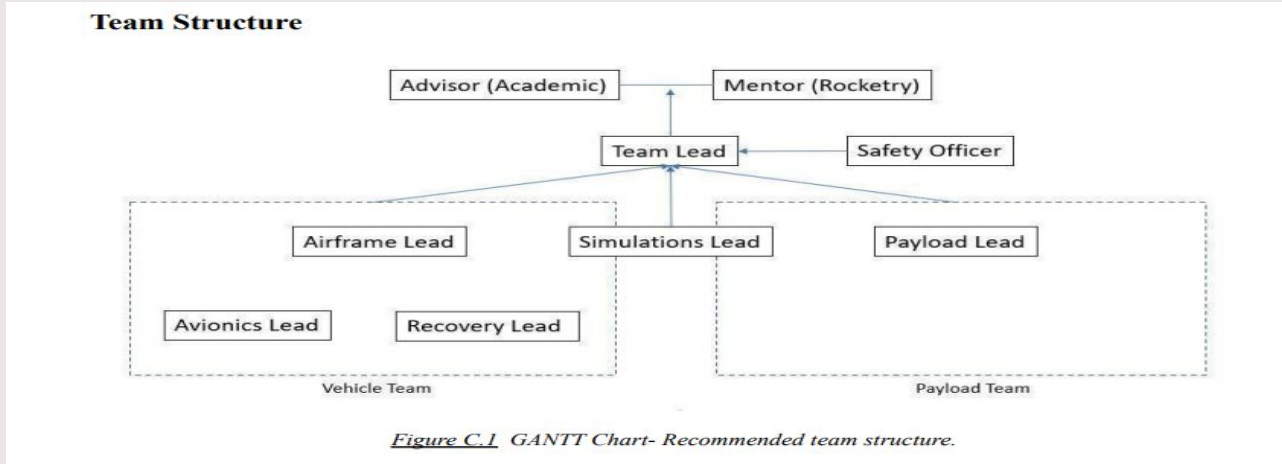 Team Structure
Advisor (Academic)
Mentor (Rocketry)
Team Lead
Safety Officer
Airframe Lead
Simulations Lead
Payload Lead
Avionics Lead
Recovery Lead
Vehicle Team
Payload Team
Figure C.1 GANTT Chart- Recommended team structure.